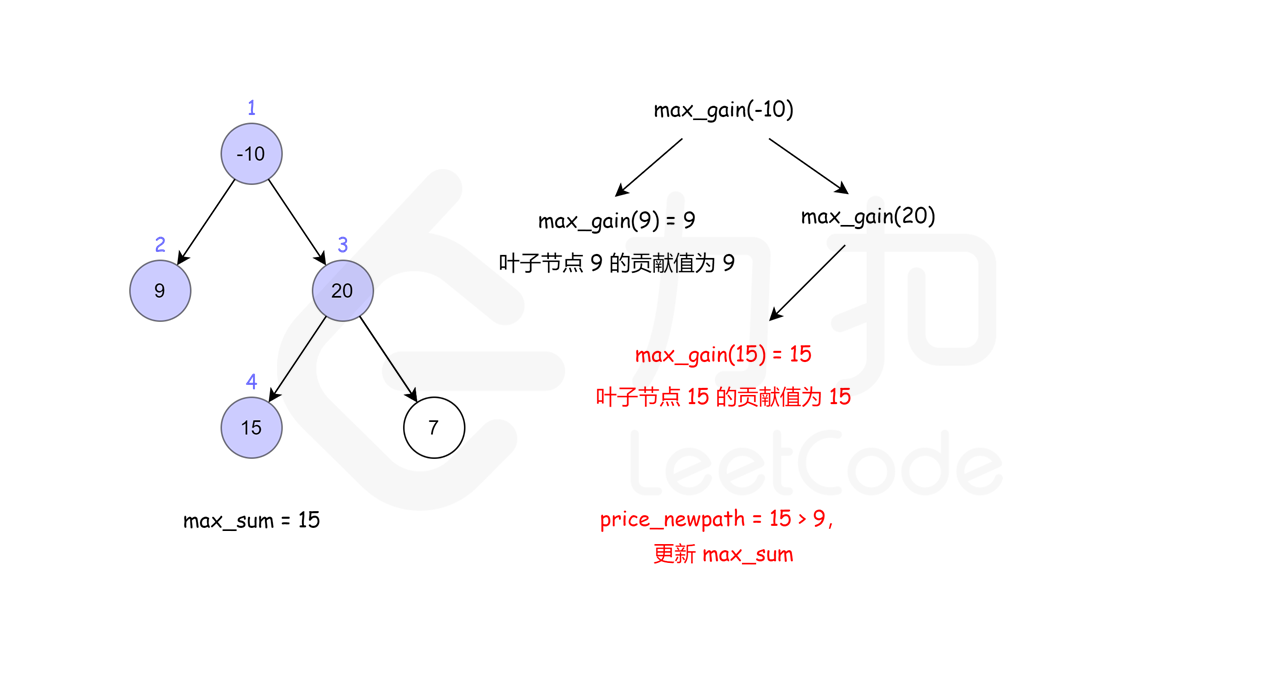 1
-10
2
3
9
20
4
15
7
max_sum = 15
max_gain(-10)
max_gain(9) = 9
叶子节点 9 的贡献值为 9
max_gain(20)
max_gain(15) = 15
叶子节点 15 的贡献值为 15
price_newpath = 15 > 9,
更新 max_sum
力扣
LeetCode